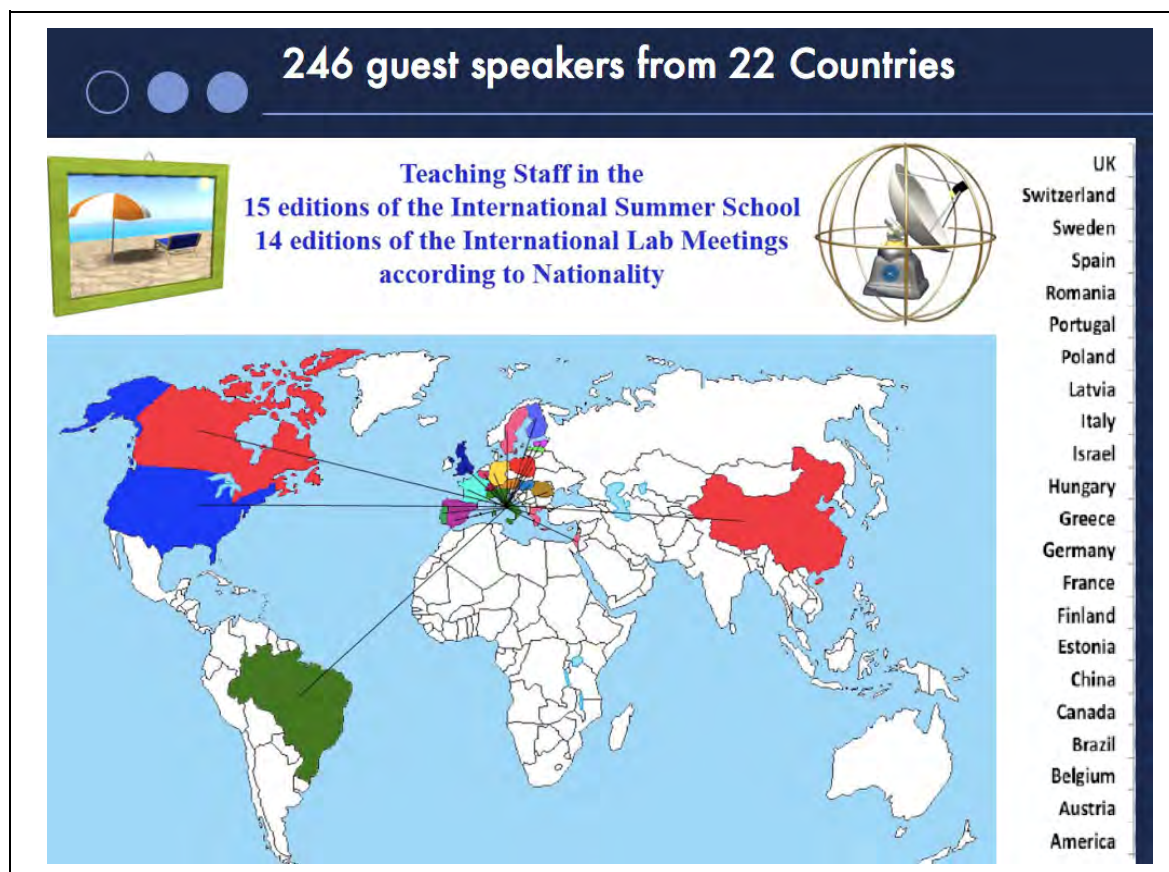 246 guest speakers from 22 Countries
Teaching Staff in the
15 editions of the International Summer School
14 editions of the International Lab Meetings
according to Nationality
UK
Switzerland
Sweden
Spain
Romania
Portugal
Poland
Latvia
Italy
Israel
Hungary
Greece
Germany
France
Finland
Estonia
China
Canada
Brazil
Belgium
Austria
America